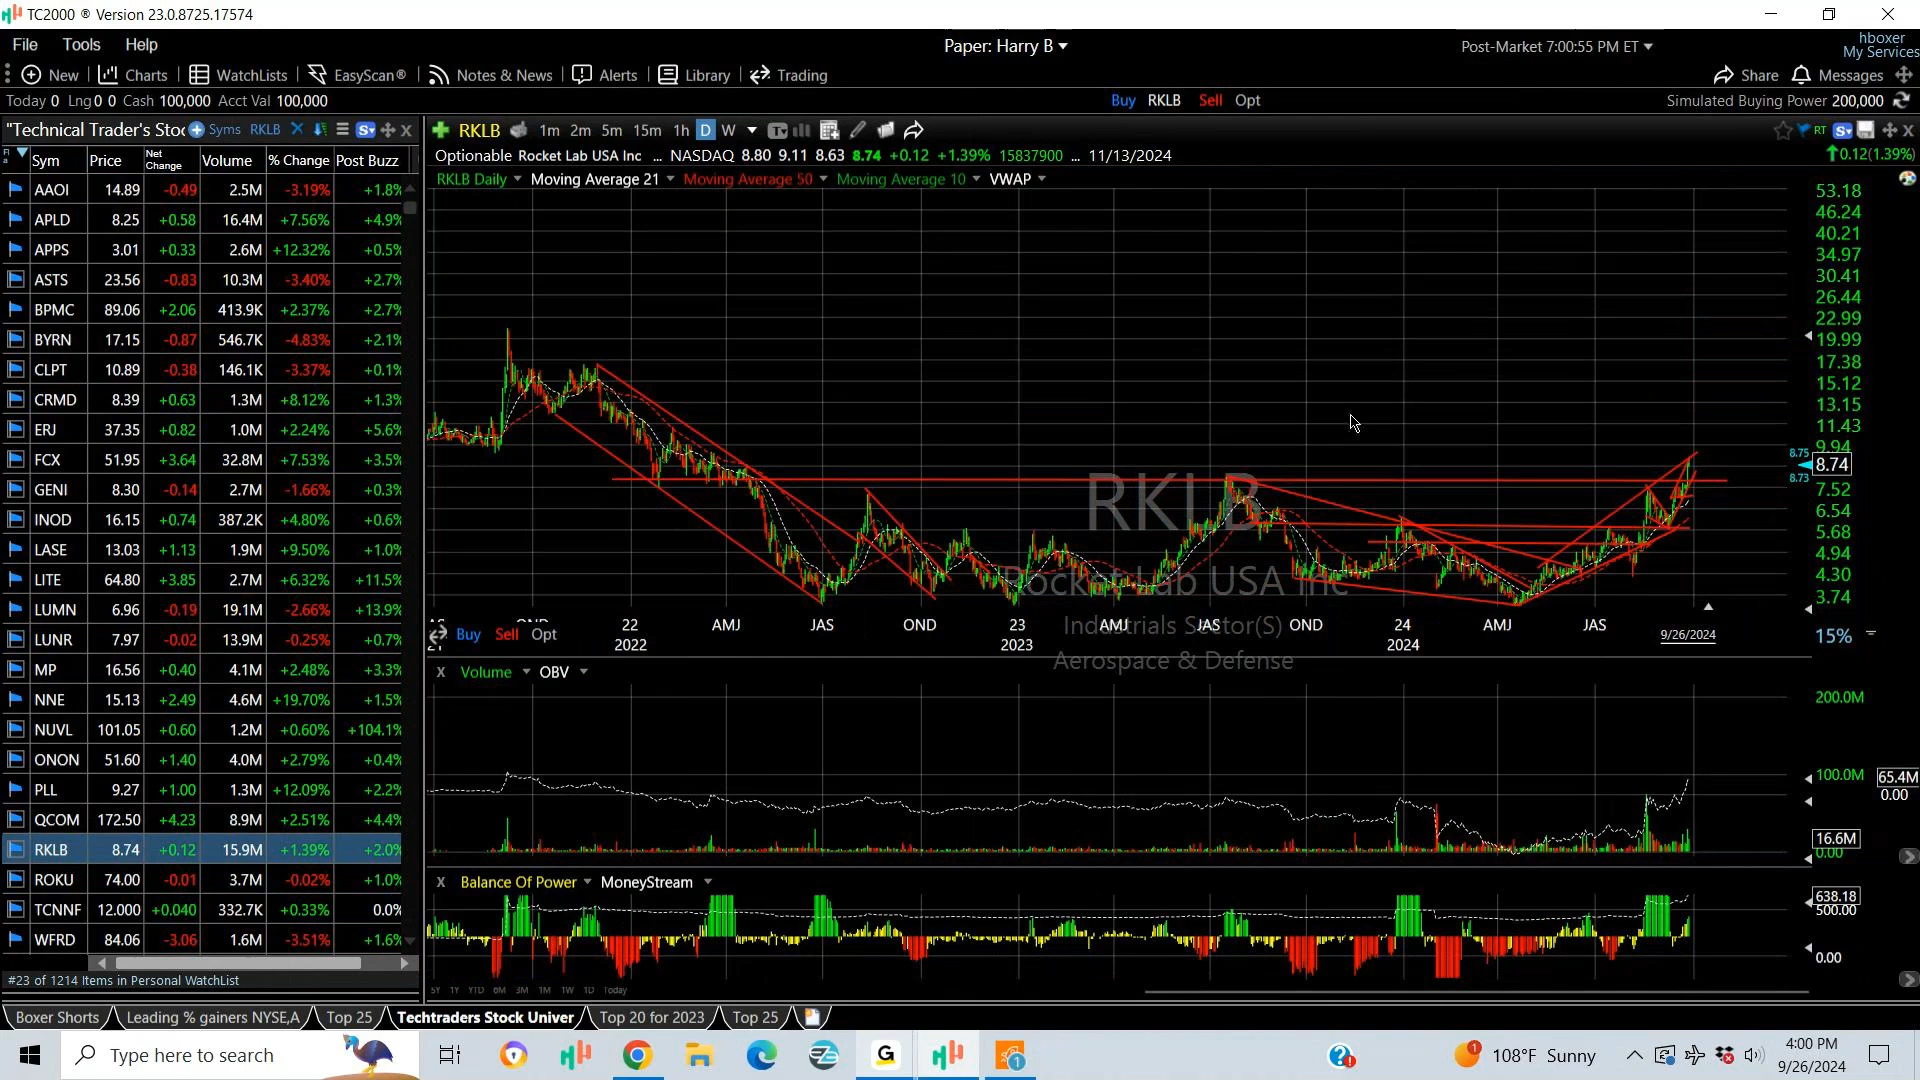 TC2000 ® Version 23.0.8725.17574
File Tools Help
Paper: Harry B
Post-Market 7:00:55 PM ET
hboxer
My Services
New Charts WatchLists EasyScan® Notes & News Alerts Library Trading
Share Messages
Today 0 Lng 0 0 Cash 100,000 Acct Val 100,000
Buy RKLB Sell Opt
Simulated Buying Power 200,000
"Technical Trader's Stoc Syms RKLB
Sym Price Net Change Volume % Change Post Buzz
AAOI 14.89 -0.49 2.5M -3.19% +1.8%
APLD 8.25 +0.58 16.4M +7.56% +4.9%
APPS 3.01 +0.33 2.6M +12.32% +0.5%
ASTS 23.56 -0.83 10.3M -3.40% +2.7%
BPMC 89.06 +2.06 413.9K +2.37% +2.7%
BYRN 17.15 -0.87 546.7K -4.83% +2.1%
CLPT 10.89 -0.38 146.1K -3.37% +0.1%
CRMD 8.39 +0.63 1.3M +8.12% +1.3%
ERJ 37.35 +0.82 1.0M +2.24% +5.6%
FCX 51.95 +3.64 32.8M +7.53% +3.5%
GENI 8.30 -0.14 2.7M -1.66% +0.3%
INOD 16.15 +0.74 387.2K +4.80% +0.6%
LASE 13.03 +1.13 1.9M +9.50% +1.0%
LITE 64.80 +3.85 2.7M +6.32% +11.5%
LUMN 6.96 -0.19 19.1M -2.66% +13.9%
LUNR 7.97 -0.02 13.9M -0.25% +0.7%
MP 16.56 +0.40 4.1M +2.48% +3.3%
NNE 15.13 +2.49 4.6M +19.70% +1.5%
NUVL 101.05 +0.60 1.2M +0.60% +104.1%
ONON 51.60 +1.40 4.0M +2.79% +0.4%
PLL 9.27 +1.00 1.3M +12.09% +2.2%
QCOM 172.50 +4.23 8.9M +2.51% +4.4%
RKLB 8.74 +0.12 15.9M +1.39% +2.0%
ROKU 74.00 -0.01 3.7M -0.02% +1.0%
TCNNF 12.000 +0.040 332.7K +0.33% 0.0%
WFRD 84.06 -3.06 1.6M -3.51% +1.6%
#23 of 1214 Items in Personal WatchList
RKLB 1m 2m 5m 15m 1h D W
RT
Optionable Rocket Lab USA Inc ... NASDAQ 8.80 9.11 8.63 8.74 +0.12 +1.39% 15837900 ... 11/13/2024
0.12(1.39%)
RKLB Daily Moving Average 21 Moving Average 50 Moving Average 10 VWAP
53.18
46.24
40.21
34.97
30.41
26.44
22.99
19.99
17.38
15.12
13.15
11.43
9.94
8.75
8.74
8.73
7.52
6.54
5.68
4.94
4.30
3.74
15%
RKLB
Rocket Lab USA Inc
Industrials Sector(S)
Aerospace & Defense
22 AMJ JAS OND 23 AMJ JAS OND 24 AMJ JAS
2022 2023 2024 9/26/2024
Buy Sell Opt
X Volume OBV
200.0M
100.0M
65.4M
0.00
16.6M
0.00
X Balance Of Power MoneyStream
638.18
500.00
0.00
5Y 1Y YTD 6M 3M 1M 1W 1D Today
Boxer Shorts Leading % gainers NYSE,A Top 25 Techtraders Stock Univer Top 20 for 2023 Top 25
Type here to search
108°F Sunny
4:00 PM
9/26/2024